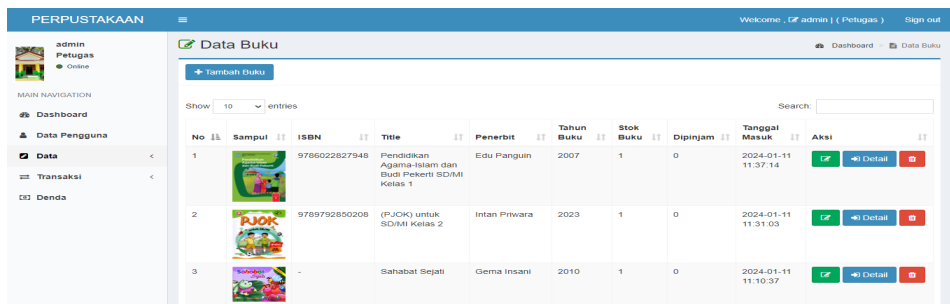 PERPUSTAKAAN
Welcome , admin | ( Petugas ) Sign out
admin
Petugas
Online
MAIN NAVIGATION
Dashboard
Data Pengguna
Data
Transaksi
Denda
Data Buku
Dashboard Data Buku
Tambah Buku
Show 10 entries
Search:
No Sampul ISBN Title Penerbit Tahun Buku Stok Buku Dipinjam Tanggal Masuk Aksi
1 9786022827948 Pendidikan Agama-Islam dan Budi Pekerti SD/MI Kelas 1 Edu Panguin 2007 1 0 2024-01-11 11:37:14 Detail
2 PJOK 9789792850208 (PJOK) untuk SD/MI Kelas 2 Intan Priwara 2023 1 0 2024-01-11 11:31:03 Detail
3 Sahabat Sejati - Sahabat Sejati Gema Insani 2010 1 0 2024-01-11 11:10:37 Detail